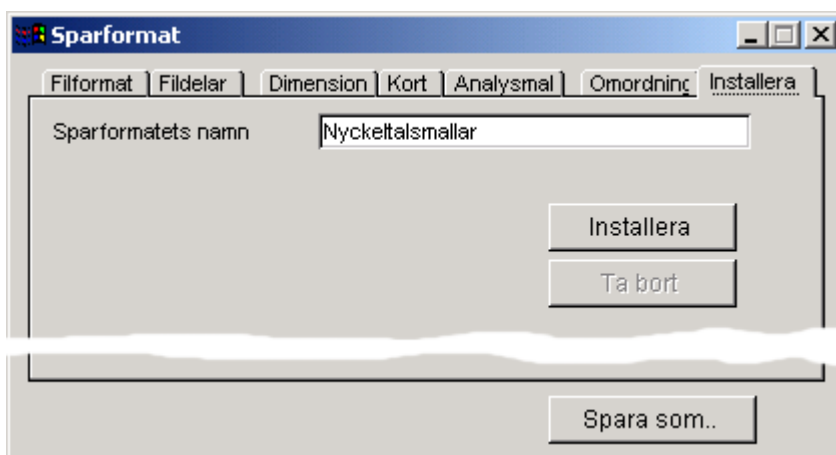 Sparformat
Filformat Fildelar Dimension Kort Analysmal Omordning Installera
Sparformatets namn Nyckeltalsmallar
Installera
Ta bort
Spara som..